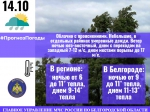 14.10
#ПрогнозПогоды
Облачно с прояснениями. Небольшие, в
отдельных районах умеренные дожди. Ветер
ночью юго-восточный, днем с переходом на
западный 7-12 м/с, днем местами порывы до 17
м/с.
В регионе:
ночью от 6
до 11° тепла,
днем 9-14°
тепла
В Белгороде:
ночью от 9
до 11° тепла,
днем 11-13°
тепла
ГЛАВНОЕ УПРАВЛЕНИЕ МЧС РОССИИ ПО БЕЛГОРОДСКОЙ ОБЛАСТИ